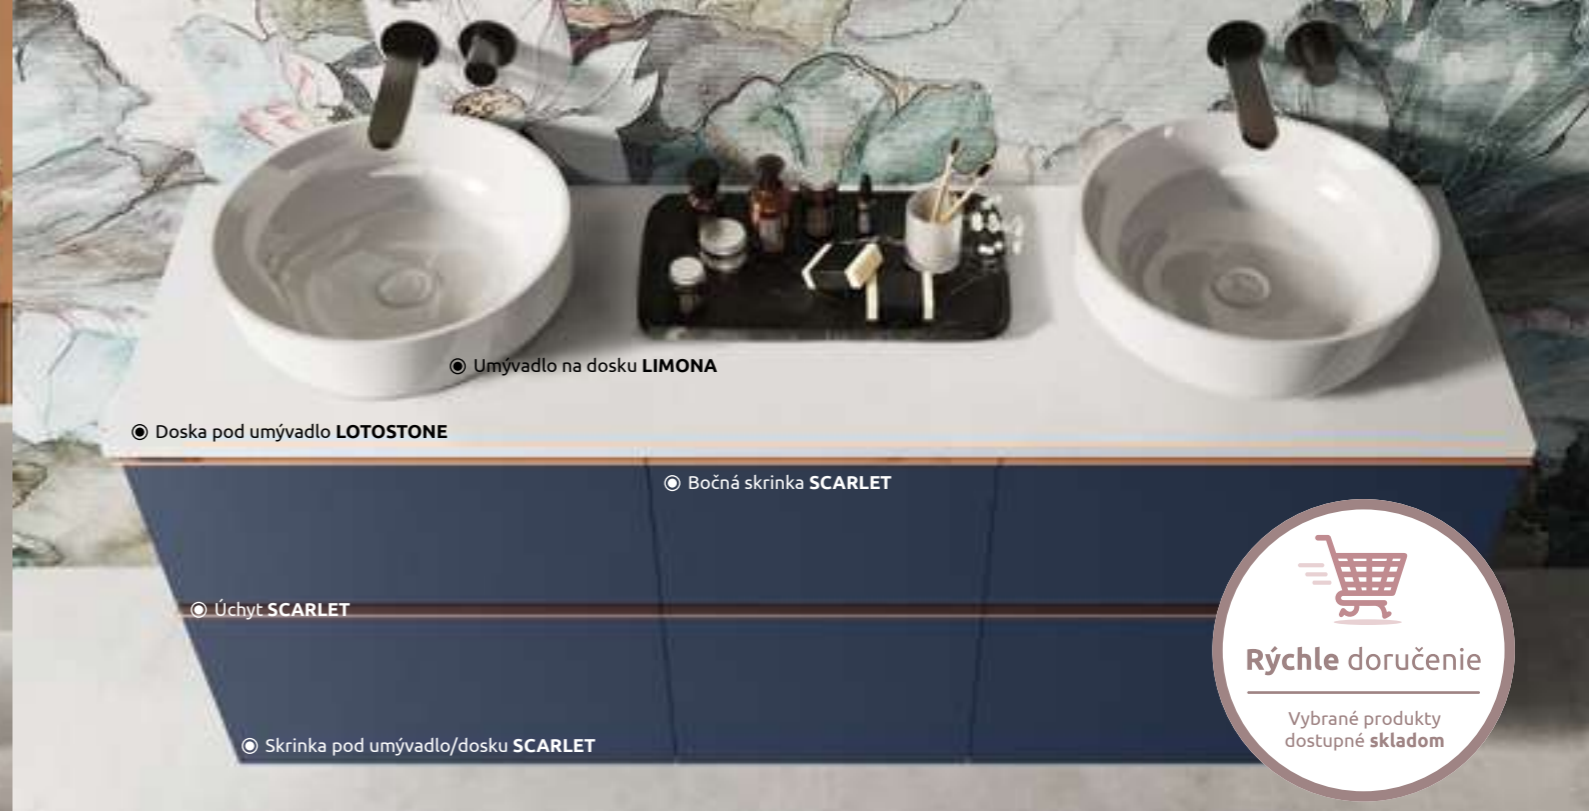 Umývadlo na dosku LIMONA
Doska pod umývadlo LOTOSTONE
Bočná skrinka SCARLET
Úchyt SCARLET
Skrinka pod umývadlo/dosku SCARLET
Rýchle doručenie
Vybrané produkty
dostupné skladom